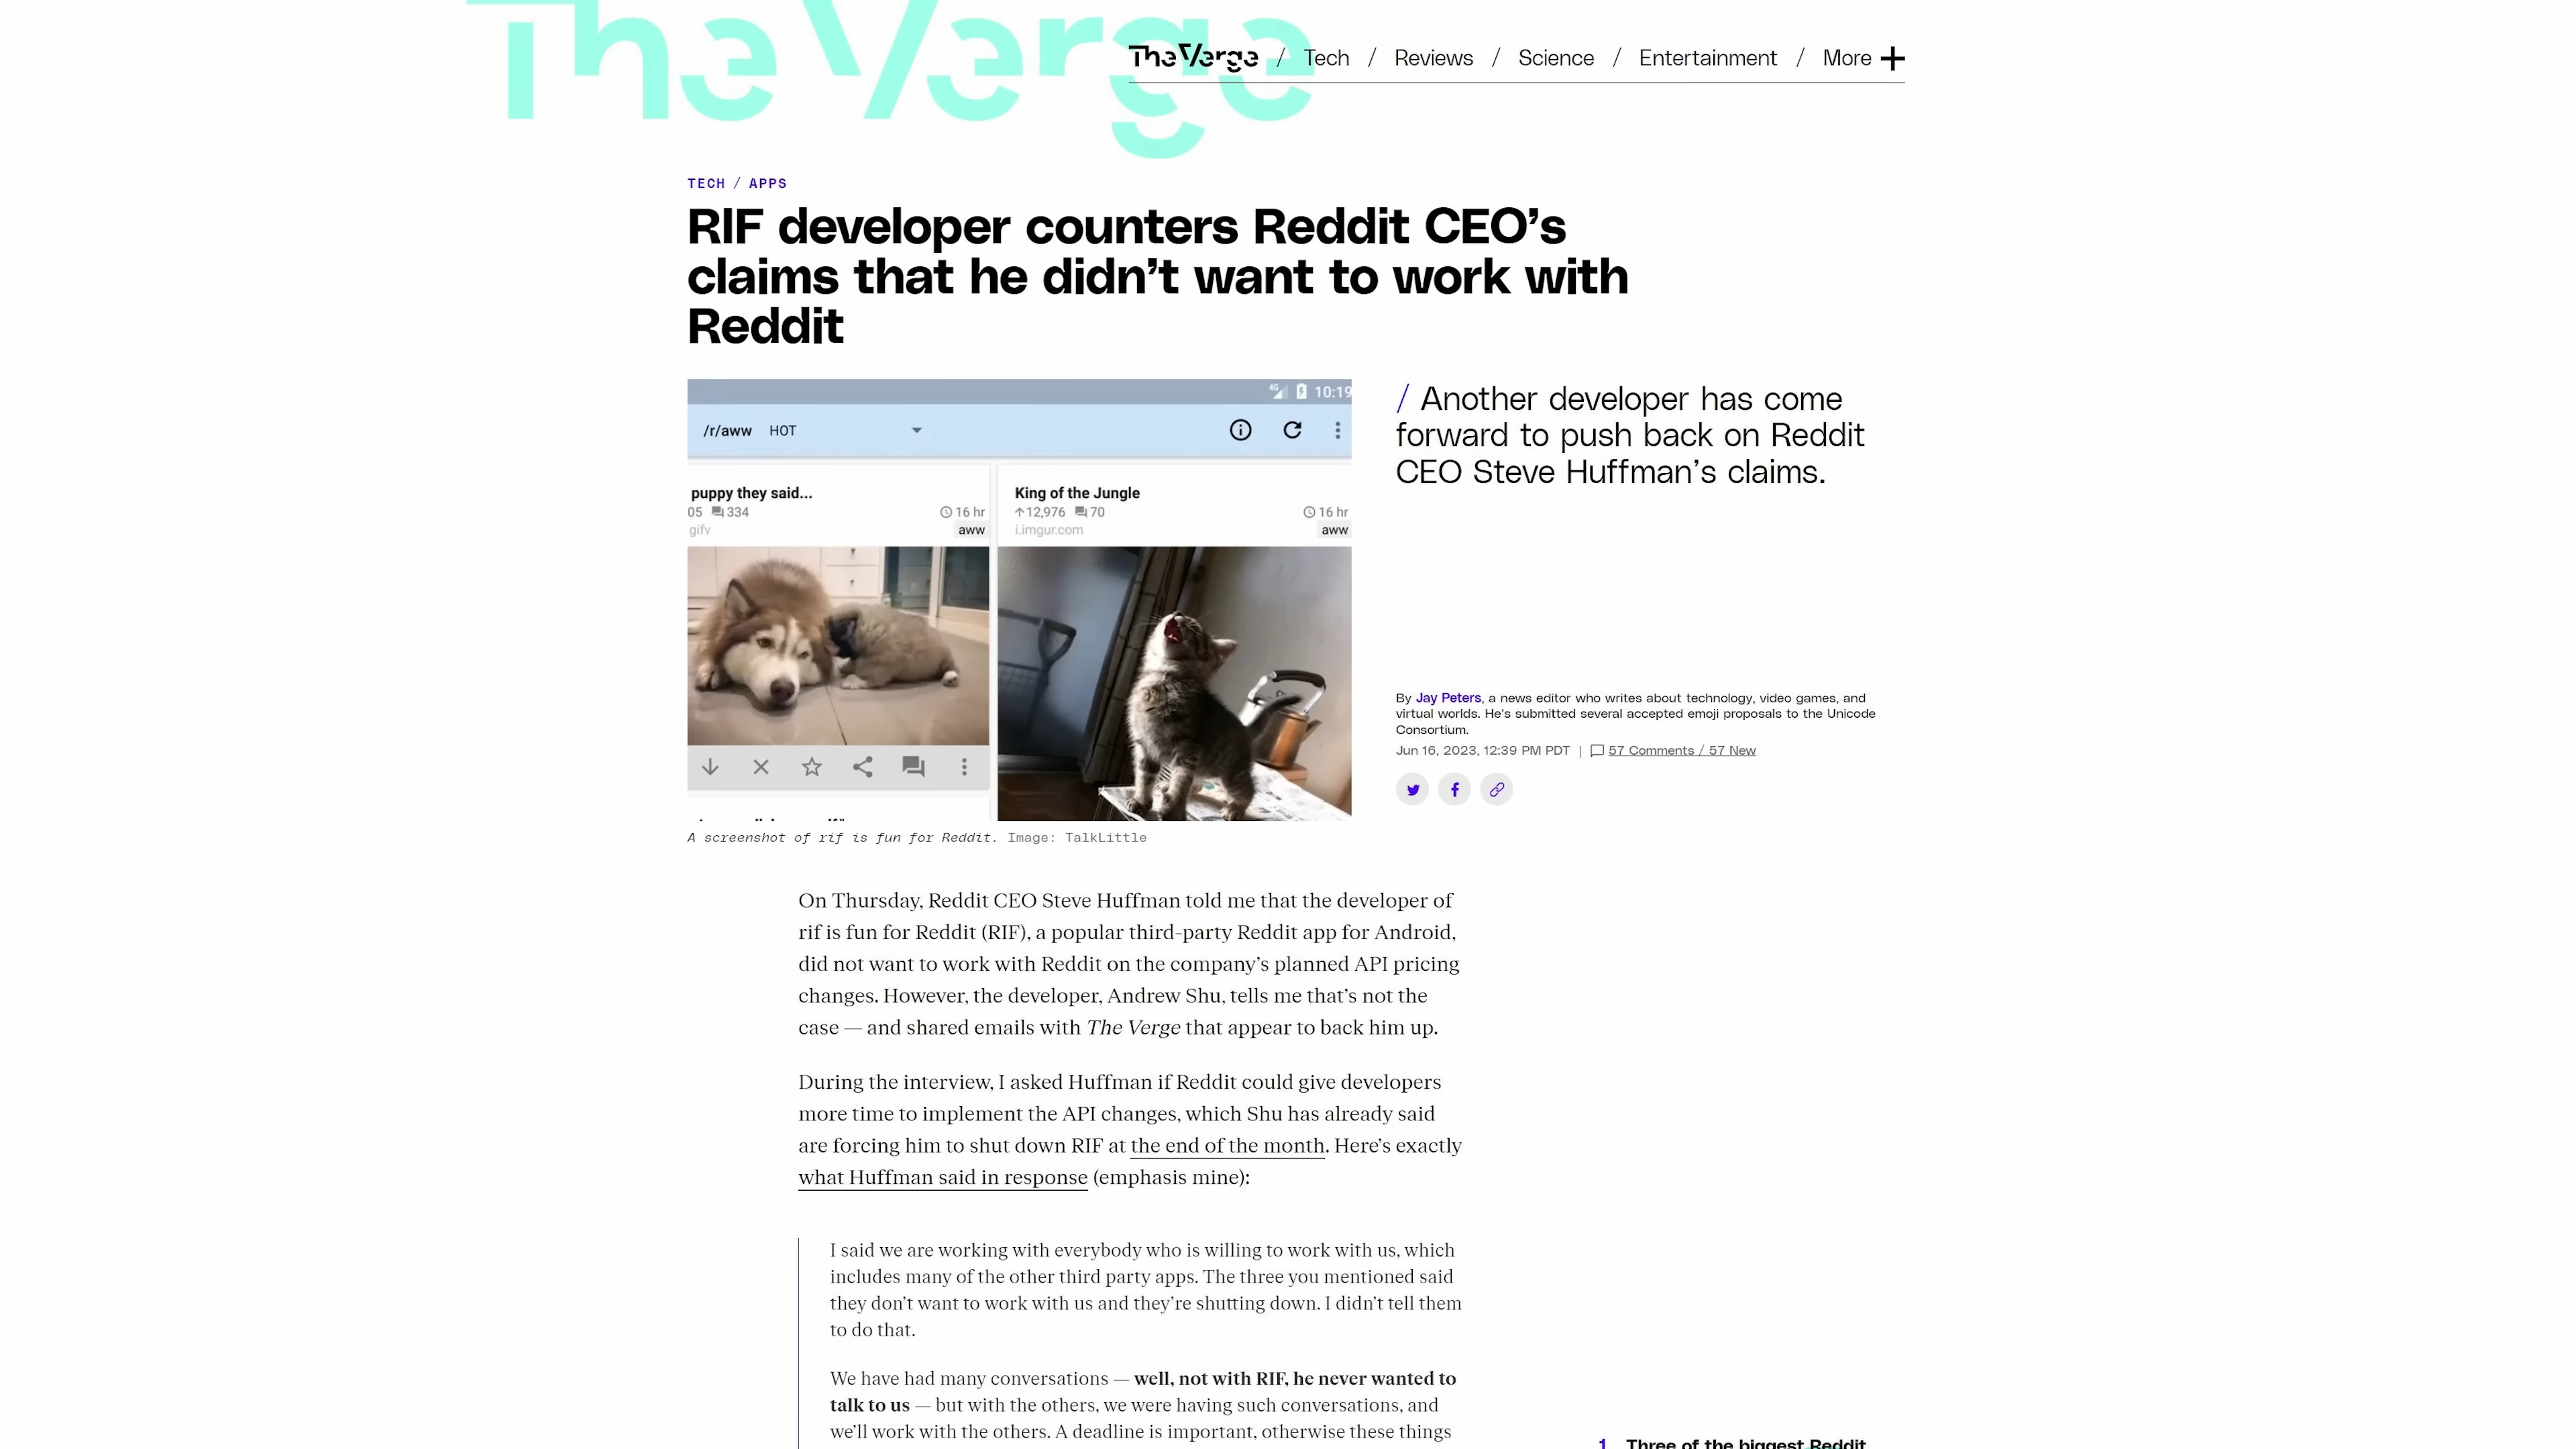 The Verge
The Verge / Tech / Reviews / Science / Entertainment / More
TECH / APPS
RIF developer counters Reddit CEO’s
claims that he didn’t want to work with
Reddit
4G 10:19
/r/aww HOT
puppy they said...
05 334 16 hr
gifv aww
King of the Jungle
12,976 70 16 hr
i.imgur.com aww
A screenshot of rif is fun for Reddit. Image: TalkLittle
/ Another developer has come
forward to push back on Reddit
CEO Steve Huffman’s claims.
By Jay Peters, a news editor who writes about technology, video games, and
virtual worlds. He’s submitted several accepted emoji proposals to the Unicode
Consortium.
Jun 16, 2023, 12:39 PM PDT | 57 Comments / 57 New
On Thursday, Reddit CEO Steve Huffman told me that the developer of
rif is fun for Reddit (RIF), a popular third-party Reddit app for Android,
did not want to work with Reddit on the company’s planned API pricing
changes. However, the developer, Andrew Shu, tells me that’s not the
case — and shared emails with The Verge that appear to back him up.
During the interview, I asked Huffman if Reddit could give developers
more time to implement the API changes, which Shu has already said
are forcing him to shut down RIF at the end of the month. Here’s exactly
what Huffman said in response (emphasis mine):
I said we are working with everybody who is willing to work with us, which
includes many of the other third party apps. The three you mentioned said
they don’t want to work with us and they’re shutting down. I didn’t tell them
to do that.
We have had many conversations — well, not with RIF, he never wanted to
talk to us — but with the others, we were having such conversations, and
we’ll work with the others. A deadline is important, otherwise these things
1 Three of the biggest Reddit